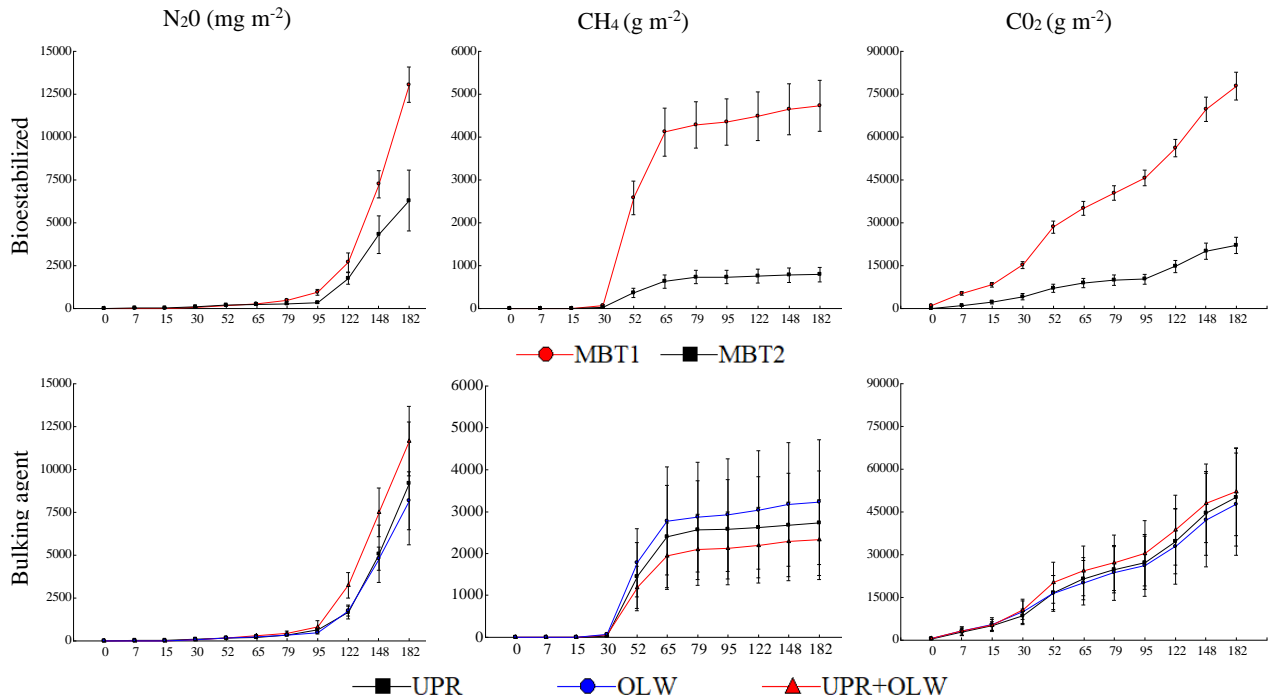 N₂0 (mg m⁻²) CH₄ (g m⁻²) C0₂ (g m⁻²)
Bioestabilized
15000 12500 10000 7500 5000 2500 0
0 7 15 30 52 65 79 95 122 148 182
6000 5000 4000 3000 2000 1000 0
0 7 15 30 52 65 79 95 122 148 182
90000 75000 60000 45000 30000 15000 0
0 7 15 30 52 65 79 95 122 148 182
MBT1 MBT2
Bulking agent
15000 12500 10000 7500 5000 2500 0
0 7 15 30 52 65 79 95 122 148 182
6000 5000 4000 3000 2000 1000 0
0 7 15 30 52 65 79 95 122 148 182
90000 75000 60000 45000 30000 15000 0
0 7 15 30 52 65 79 95 122 148 182
UPR OLW UPR+OLW